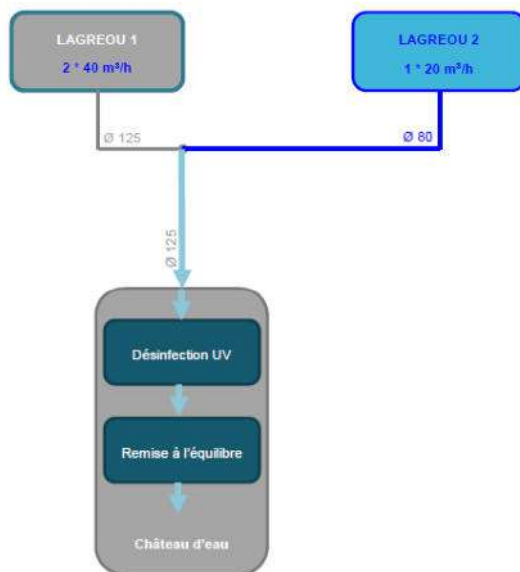 LAGREOU 1
2 * 40 m³/h
LAGREOU 2
1 * 20 m³/h
Ø 125
Ø 80
Ø 125
Désinfection UV
Remise à l'équilibre
Château d'eau